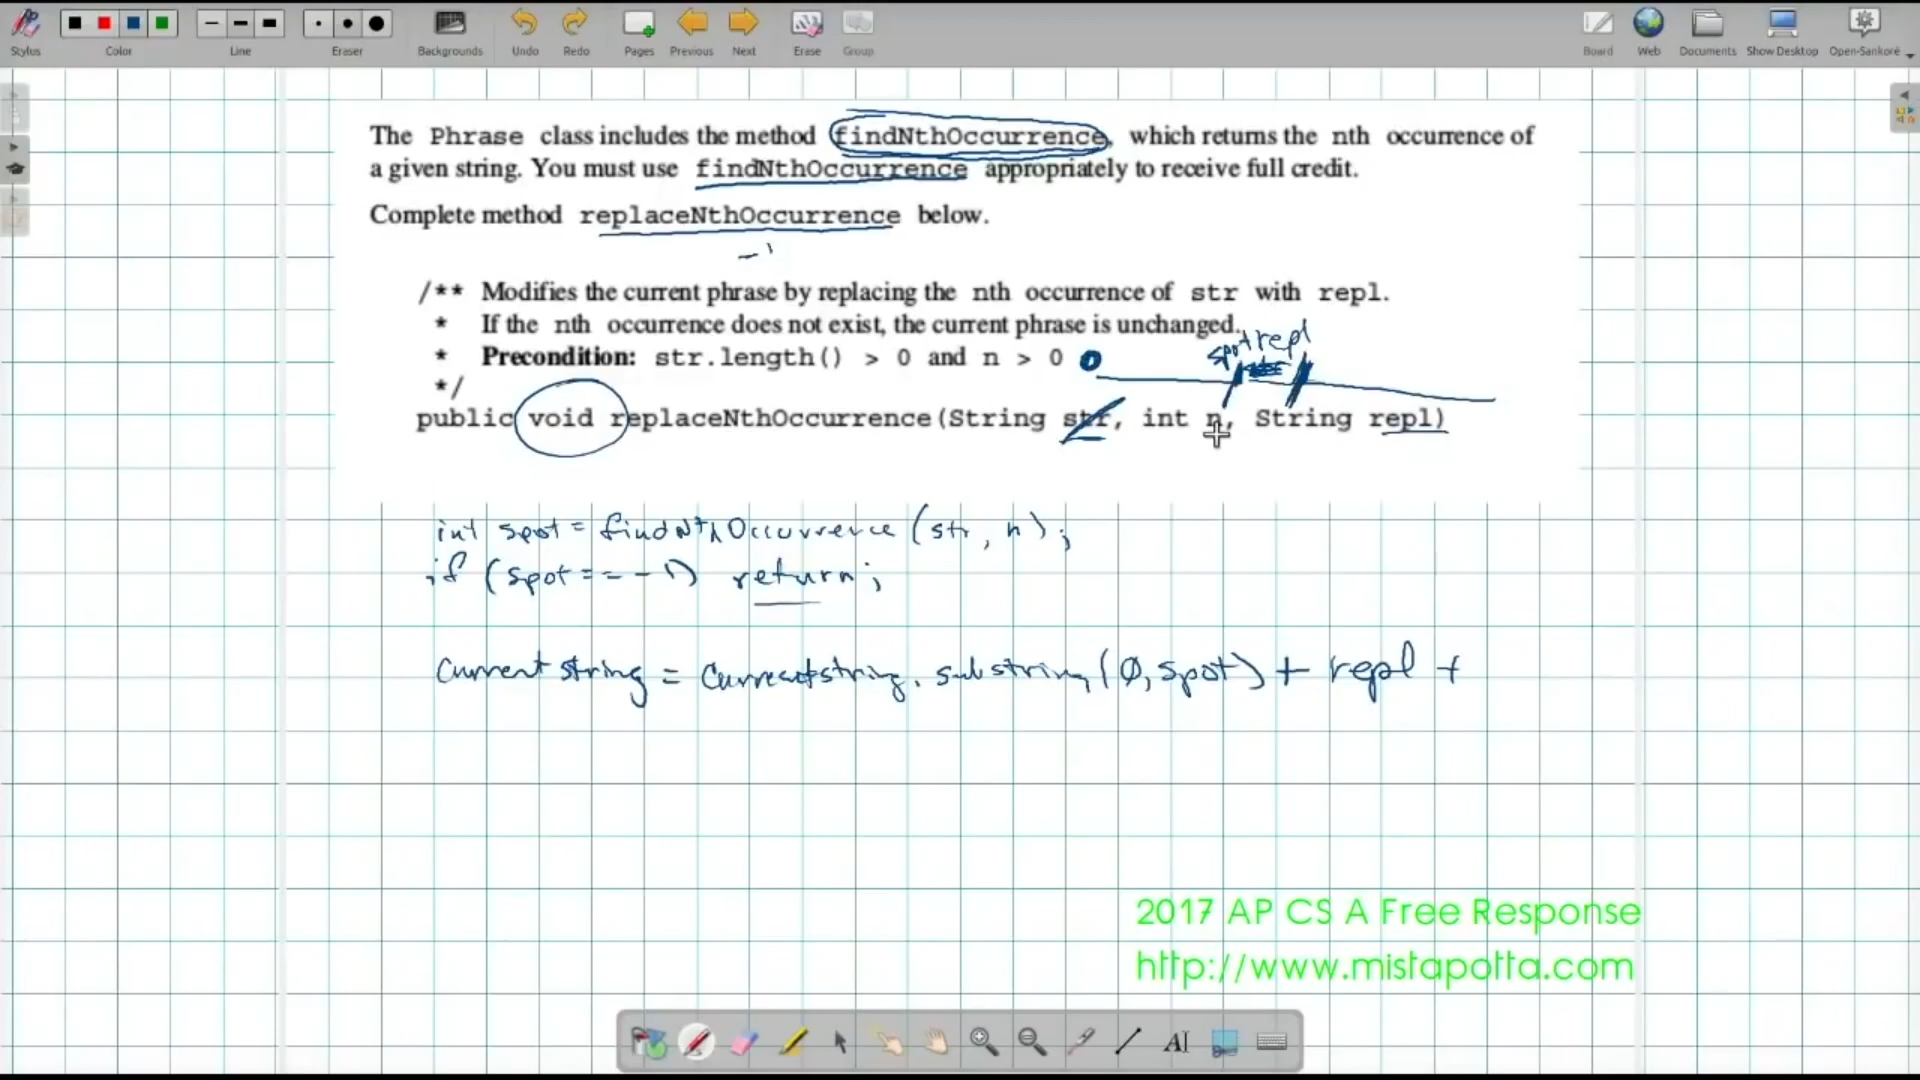 Stylus
Color
Line
Eraser
Backgrounds
Undo
Redo
Pages
Previous
Next
Erase
Group
Board
Web
Documents
Show Desktop
Open-Sankoré
The Phrase class includes the method findNthOccurrence, which returns the nth occurrence of
a given string. You must use findNthOccurrence appropriately to receive full credit.
Complete method replaceNthOccurrence below.
-1
/** Modifies the current phrase by replacing the nth occurrence of str with repl.
* If the nth occurrence does not exist, the current phrase is unchanged.
* Precondition: str.length() > 0 and n > 0
0
spot repl
*/
public void replaceNthOccurrence(String str, int n, String repl)
int spot = findNthOccurrence (str, n);
if (spot == -1) return;
currentstring = currentstring.substring(0, spot) + repl +
2017 AP CS A Free Response
http://www.mistapotta.com
AI